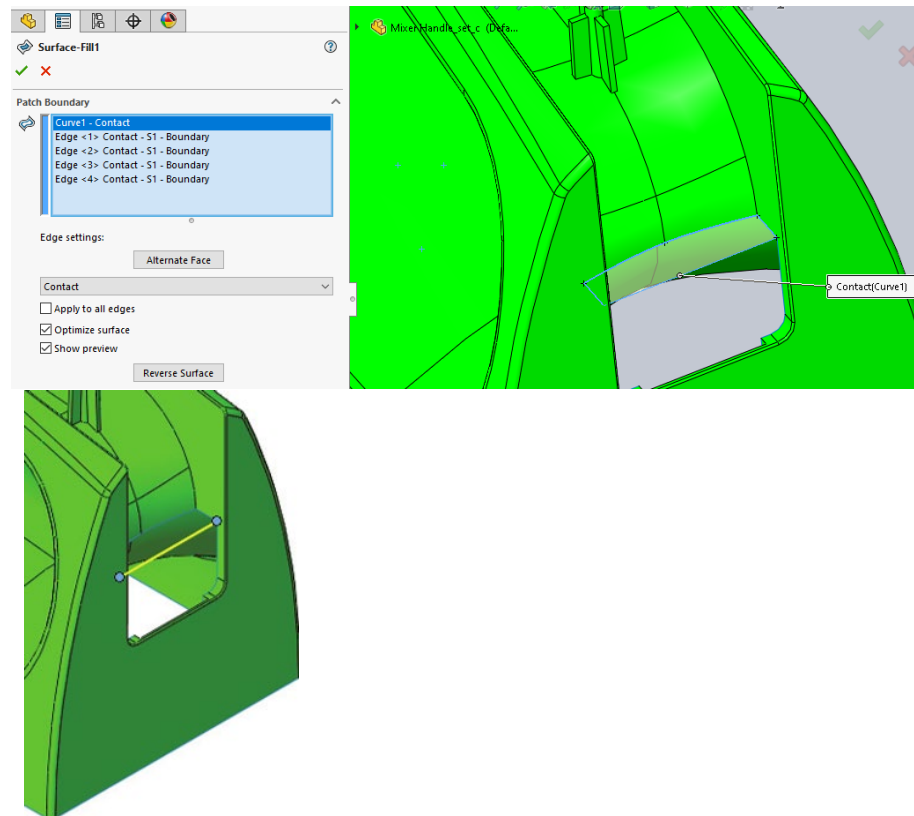 Surface-Fill1
Patch Boundary
Curve1 - Contact
Edge <1> Contact - S1 - Boundary
Edge <2> Contact - S1 - Boundary
Edge <3> Contact - S1 - Boundary
Edge <4> Contact - S1 - Boundary
Edge settings:
Alternate Face
Contact
Apply to all edges
Optimize surface
Show preview
Reverse Surface
Mixer Handle_set_c (Defa...
Contact(Curve1)